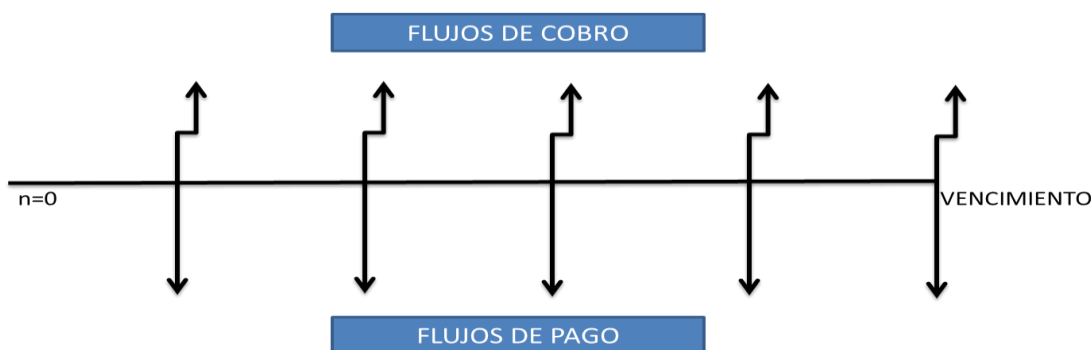 FLUJOS DE COBRO
n=0
VENCIMIENTO
FLUJOS DE PAGO